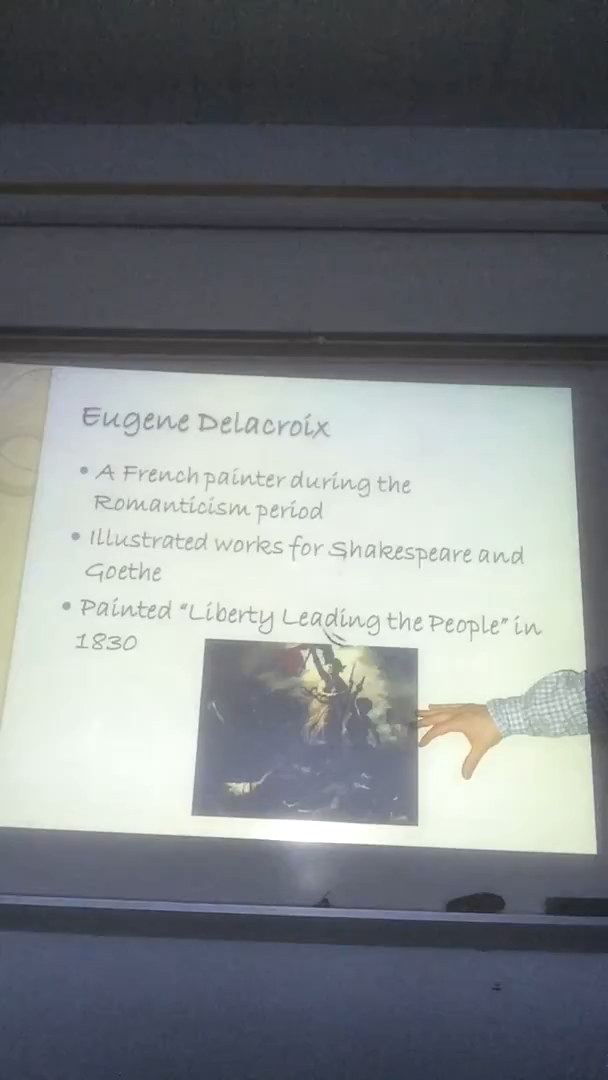 Eugene Delacroix
• A French painter during the
Romanticism period
• Illustrated works for Shakespeare and
Goethe
• Painted "Liberty Leading the People" in
1830